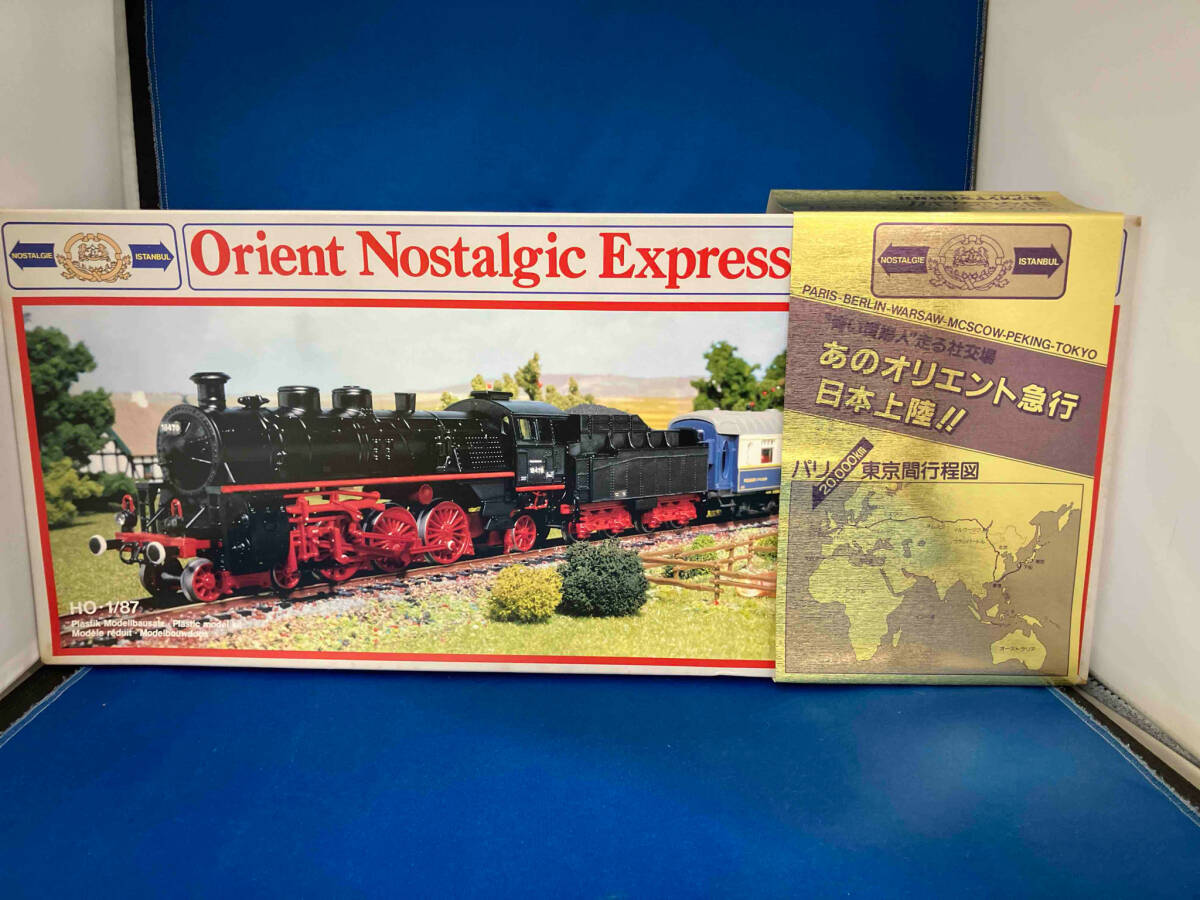 NOSTALGIE
ISTANBUL
Orient Nostalgic Express
18478
18478
HO·1/87
Plastik Modellbausatz · Plastic model kit
Modèle réduit · Modelbouwdoos
NOSTALGIE
ISTANBUL
PARIS-BERLIN-WARSAW-MCSCOW-PEKING-TOKYO
走る社交場
あのオリエント急行
日本上陸!!
20,000km
パリ 東京間行程図
オーストラリア